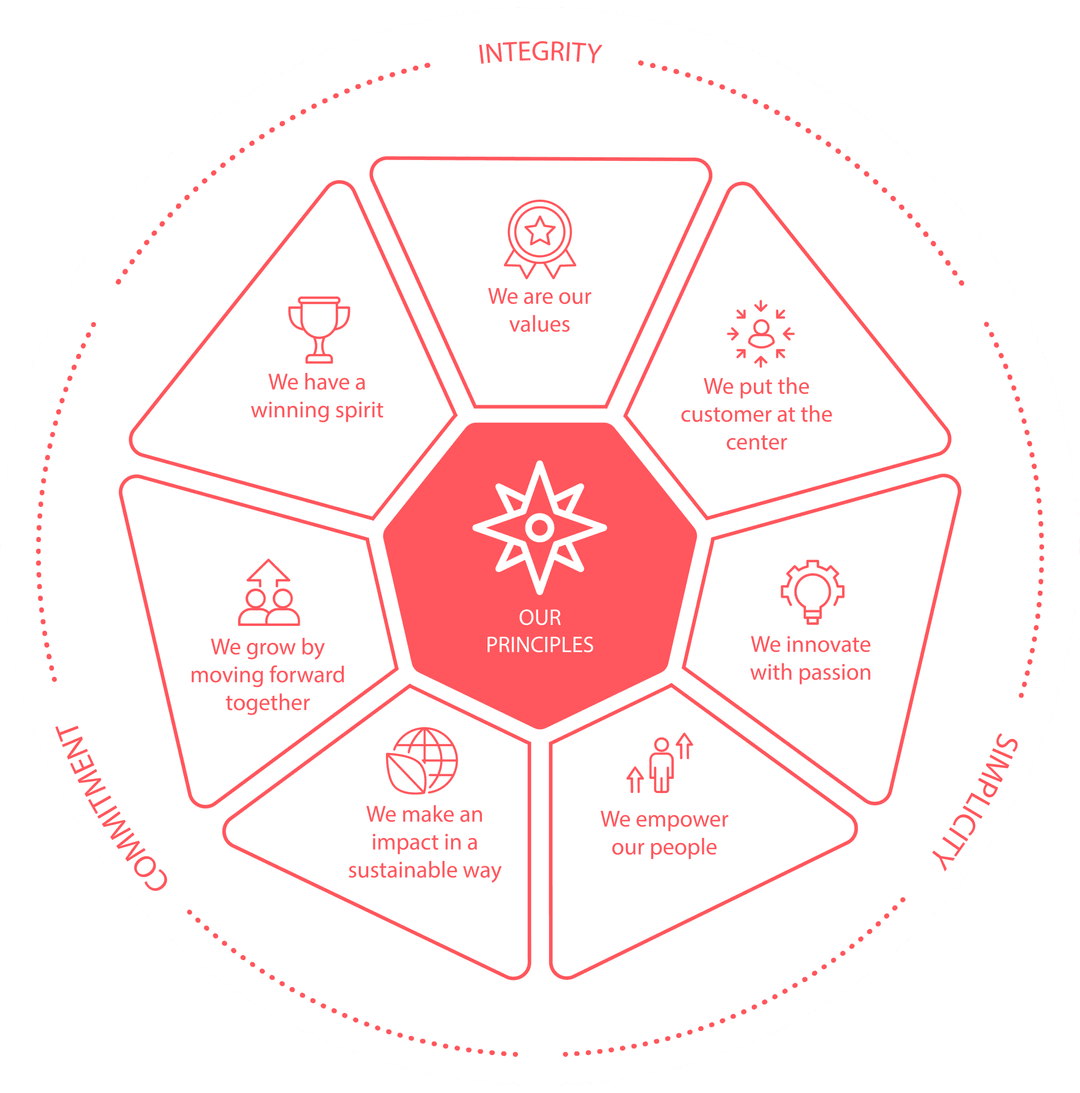 INTEGRITY
We are our
values
We have a
winning spirit
We put the
customer at the
center
OUR
PRINCIPLES
We grow by
moving forward
together
We innovate
with passion
We make an
impact in a
sustainable way
We empower
our people
COMMITMENT
SIMPLICITY